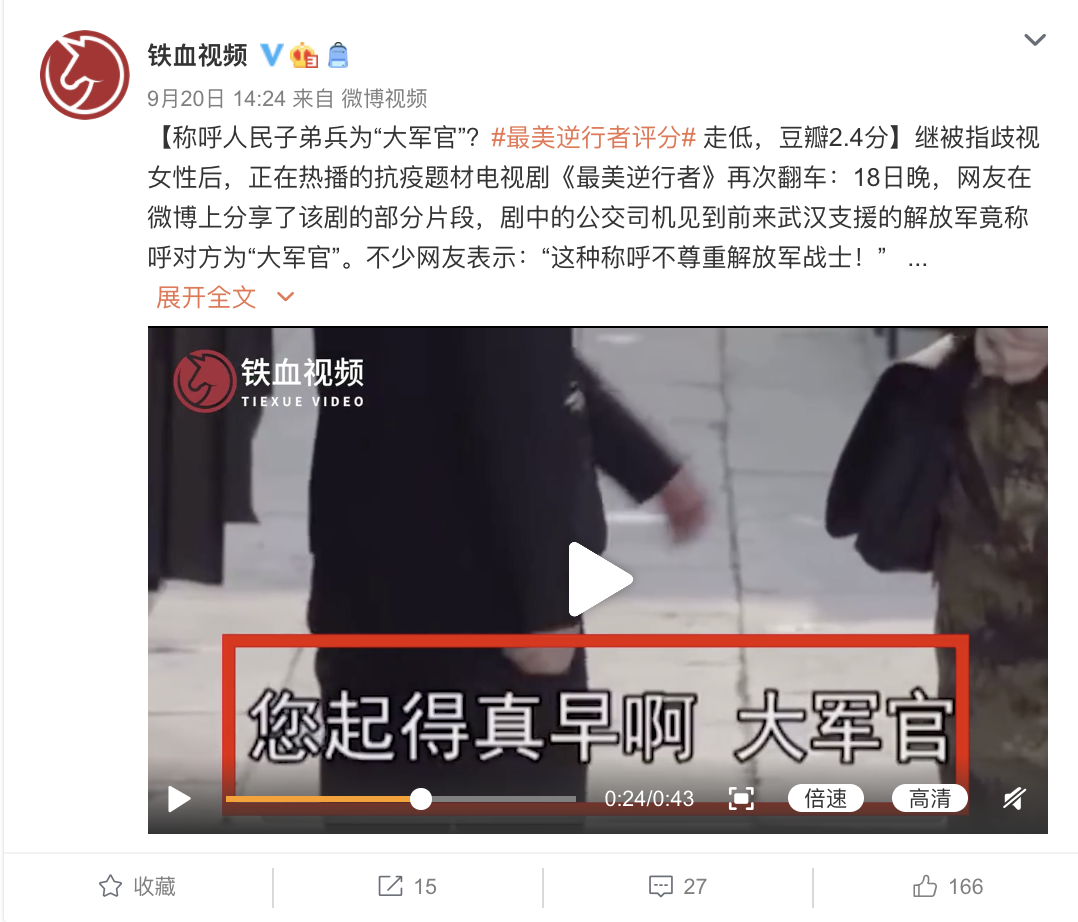 铁血视频
9月20日 14:24 来自 微博视频
【称呼人民子弟兵为“大军官”？#最美逆行者评分# 走低，豆瓣2.4分】继被指歧视
女性后，正在热播的抗疫题材电视剧《最美逆行者》再次翻车：18日晚，网友在
微博上分享了该剧的部分片段，剧中的公交司机见到前来武汉支援的解放军竟称
呼对方为“大军官”。不少网友表示：“这种称呼不尊重解放军战士！” ...
展开全文
铁血视频
TIEXUE VIDEO
您起得真早啊 大军官
0:24/0:43 倍速 高清
收藏 15 27 166